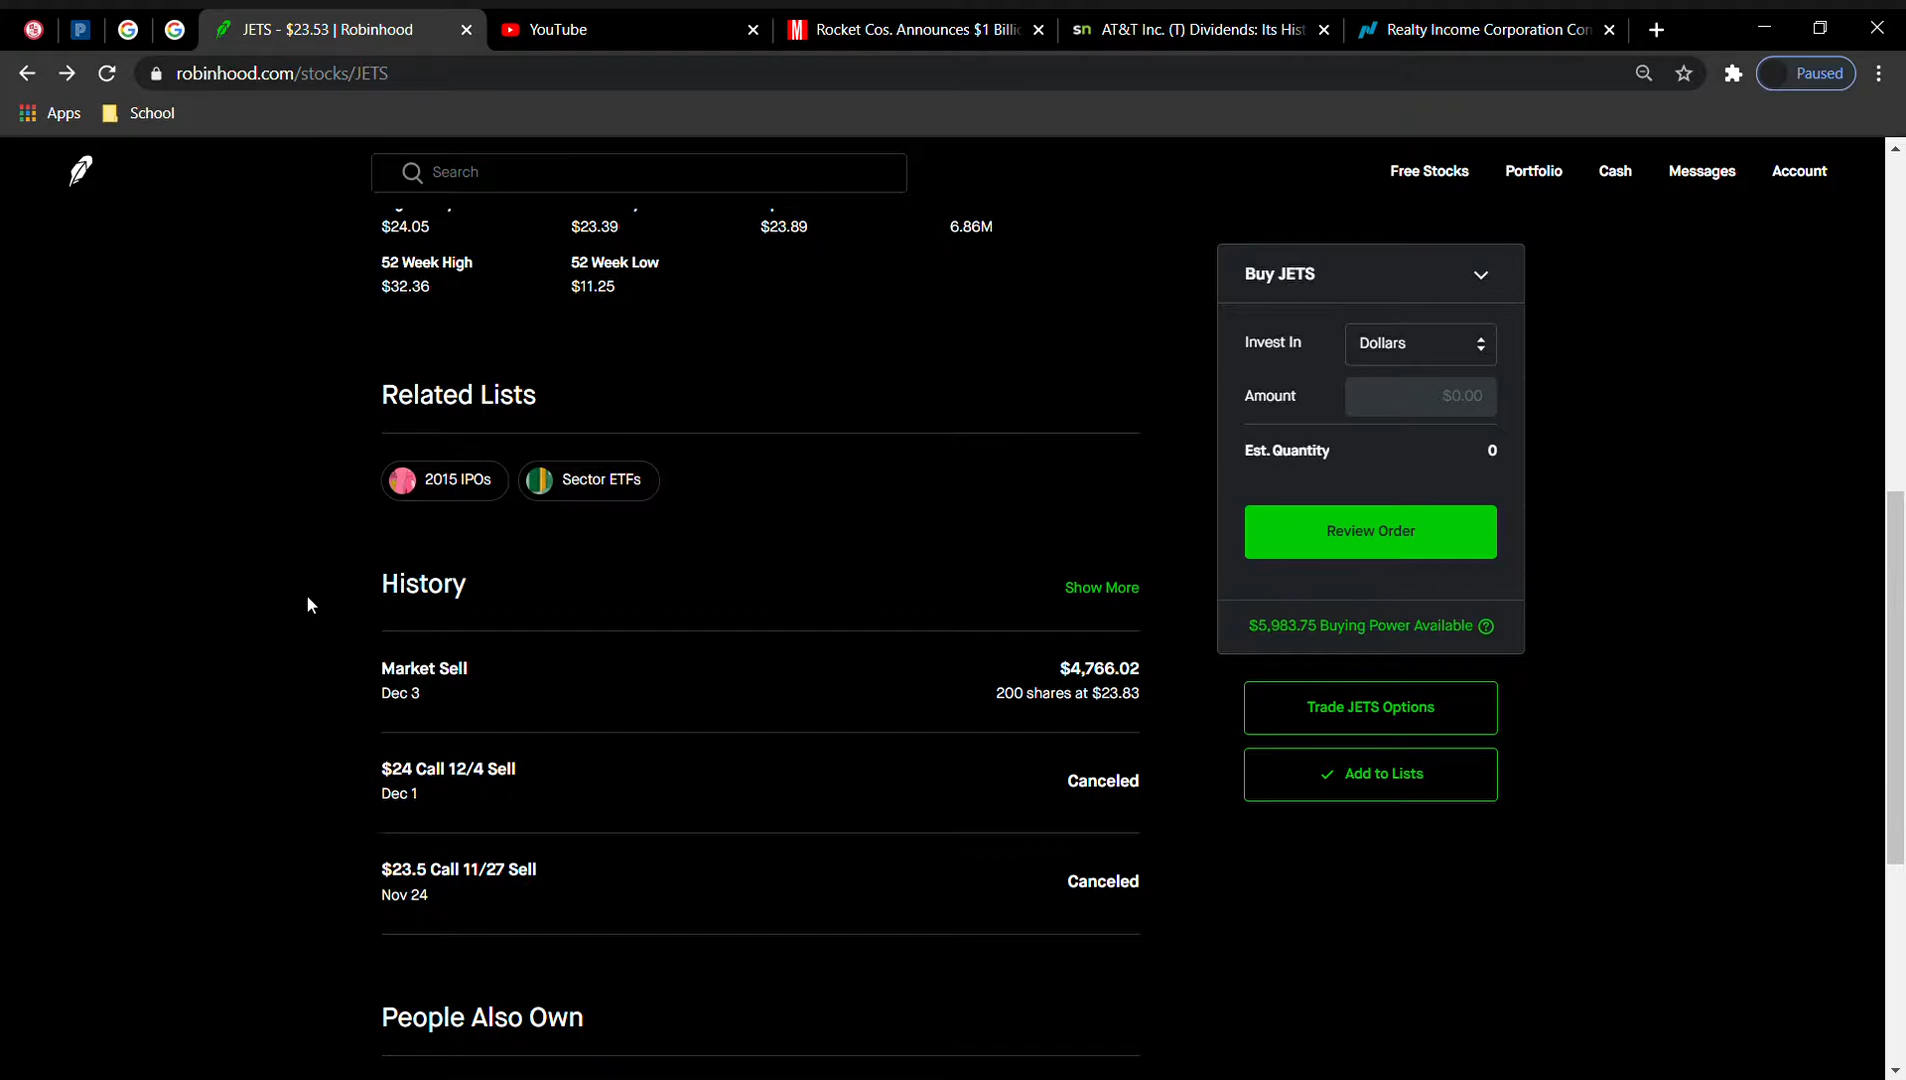 JETS - $23.53 | Robinhood
YouTube
Rocket Cos. Announces $1 Billi
sn AT&T Inc. (T) Dividends: Its Hist
Realty Income Corporation Con
robinhood.com/stocks/JETS
Paused
Apps
School
Search
Free Stocks
Portfolio
Cash
Messages
Account
$24.05
$23.39
$23.89
6.86M
52 Week High
52 Week Low
$32.36
$11.25
Related Lists
2015 IPOs
Sector ETFs
History
Show More
Market Sell
$4,766.02
Dec 3
200 shares at $23.83
$24 Call 12/4 Sell
Dec 1
Canceled
$23.5 Call 11/27 Sell
Nov 24
Canceled
People Also Own
Buy JETS
Invest In
Dollars
Amount
$0.00
Est. Quantity
0
Review Order
$5,983.75 Buying Power Available
Trade JETS Options
Add to Lists